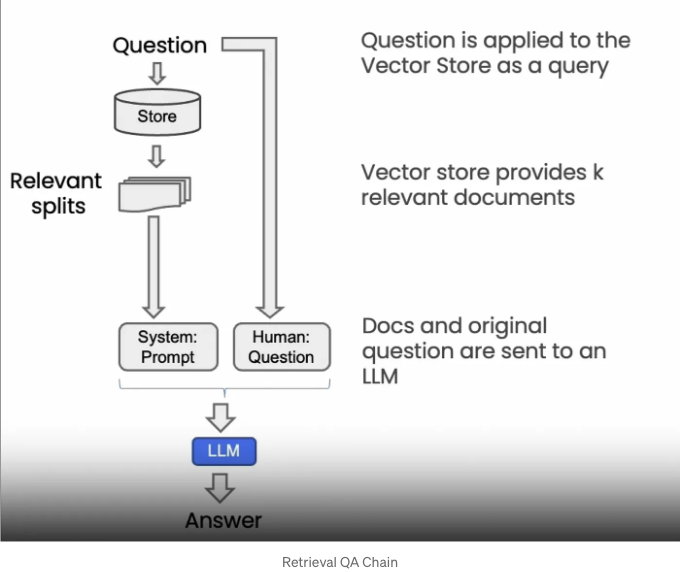 Question
Question is applied to the
Vector Store as a query
Store
Relevant
splits
Vector store provides k
relevant documents
System:
Prompt
Human:
Question
Docs and original
question are sent to an
LLM
LLM
Answer
Retrieval QA Chain